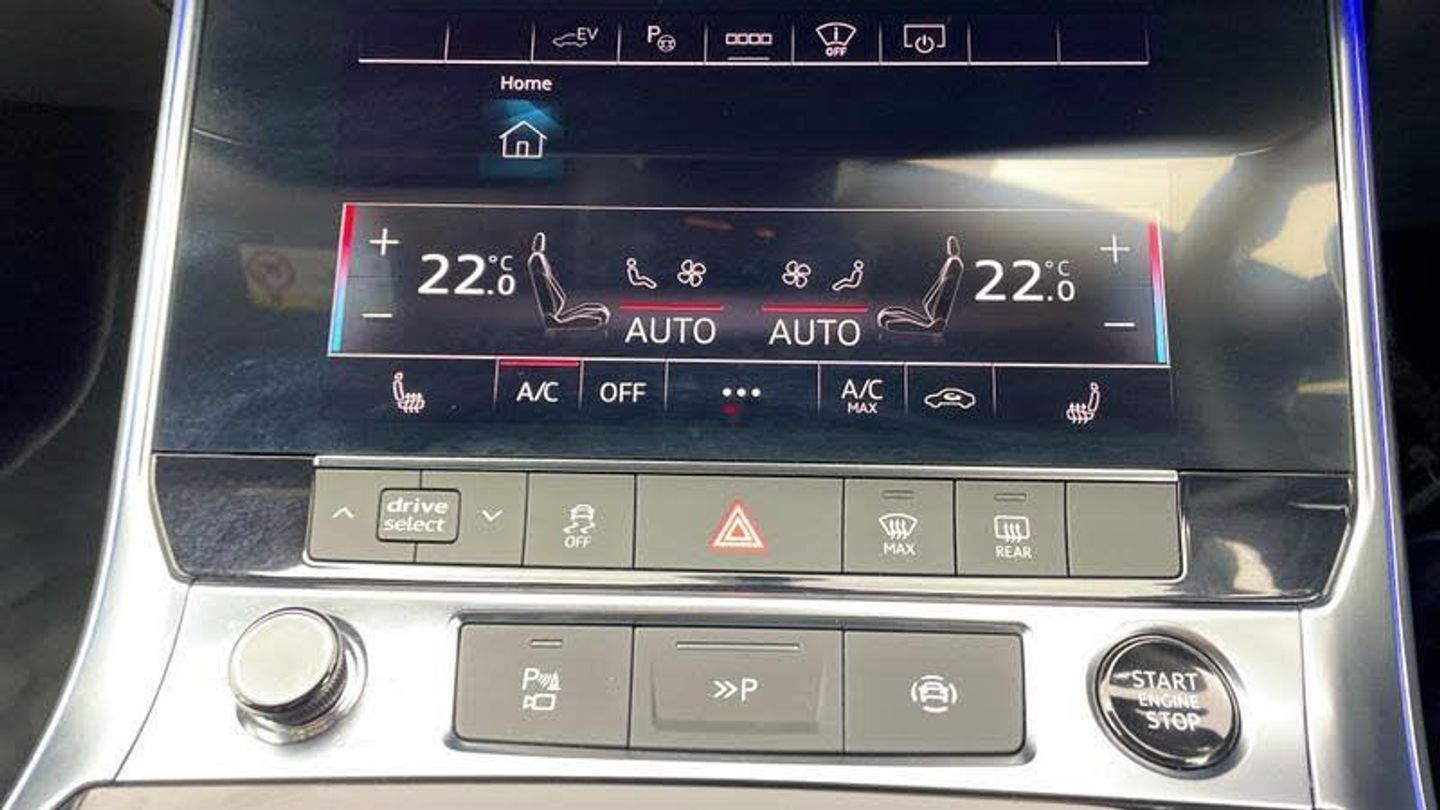 EV
P
OFF
Home
22.0 °C
AUTO
AUTO
22.0 °C
A/C
OFF
A/C
MAX
drive
select
OFF
MAX
REAR
P
P
START
ENGINE
STOP